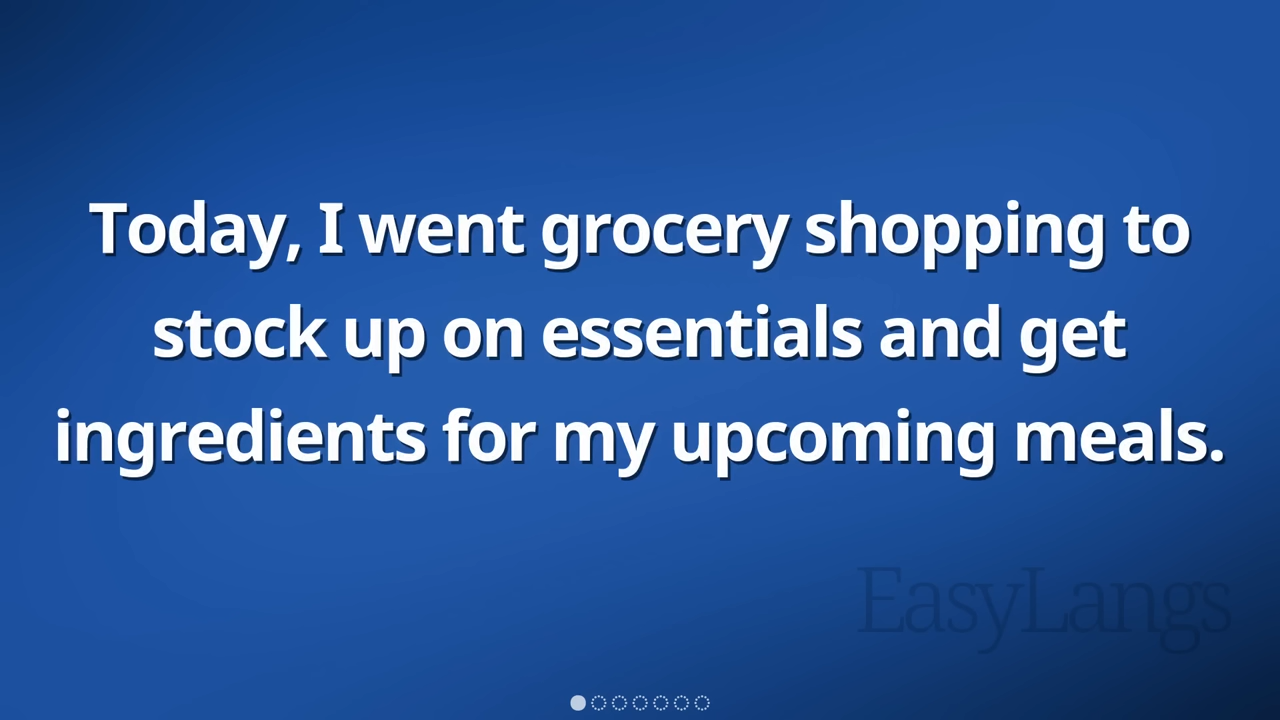 Today, I went grocery shopping to
stock up on essentials and get
ingredients for my upcoming meals.
EasyLangs